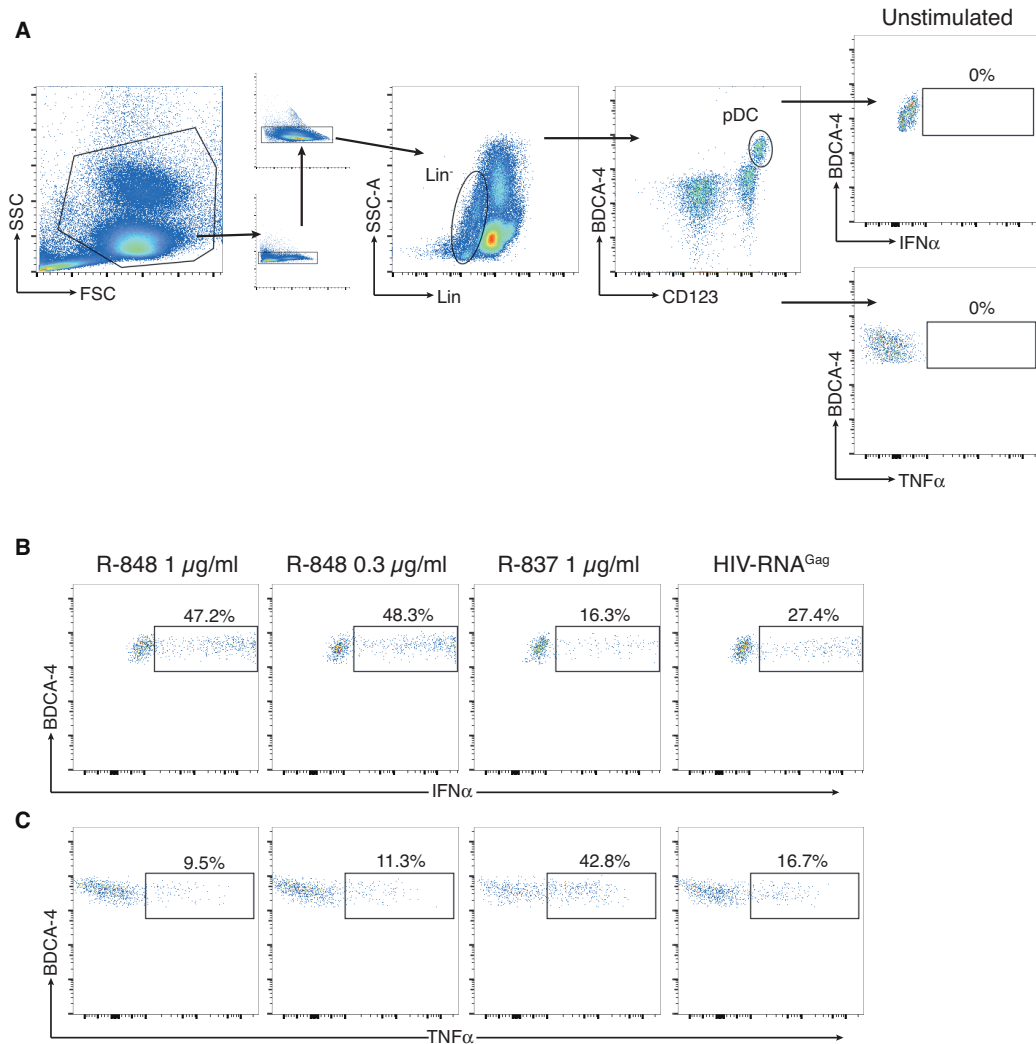 A
SSC
FSC
SSC-A
Lin⁻
Lin
BDCA-4
pDC
CD123
Unstimulated
0%
BDCA-4
IFNα
0%
BDCA-4
TNFα
B
R-848 1 µg/ml
R-848 0.3 µg/ml
R-837 1 µg/ml
HIV-RNAᴳᵃᵍ
47.2%
48.3%
16.3%
27.4%
BDCA-4
IFNα
C
9.5%
11.3%
42.8%
16.7%
BDCA-4
TNFα